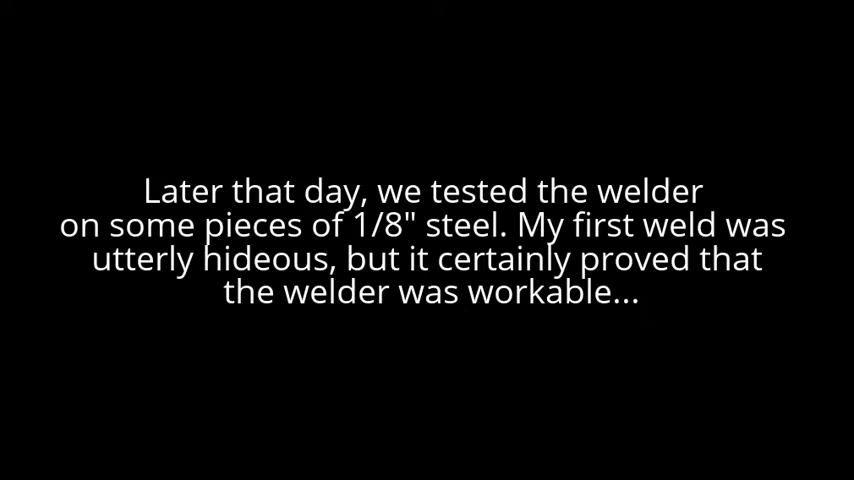 Later that day, we tested the welder
on some pieces of 1/8" steel. My first weld was
utterly hideous, but it certainly proved that
the welder was workable...